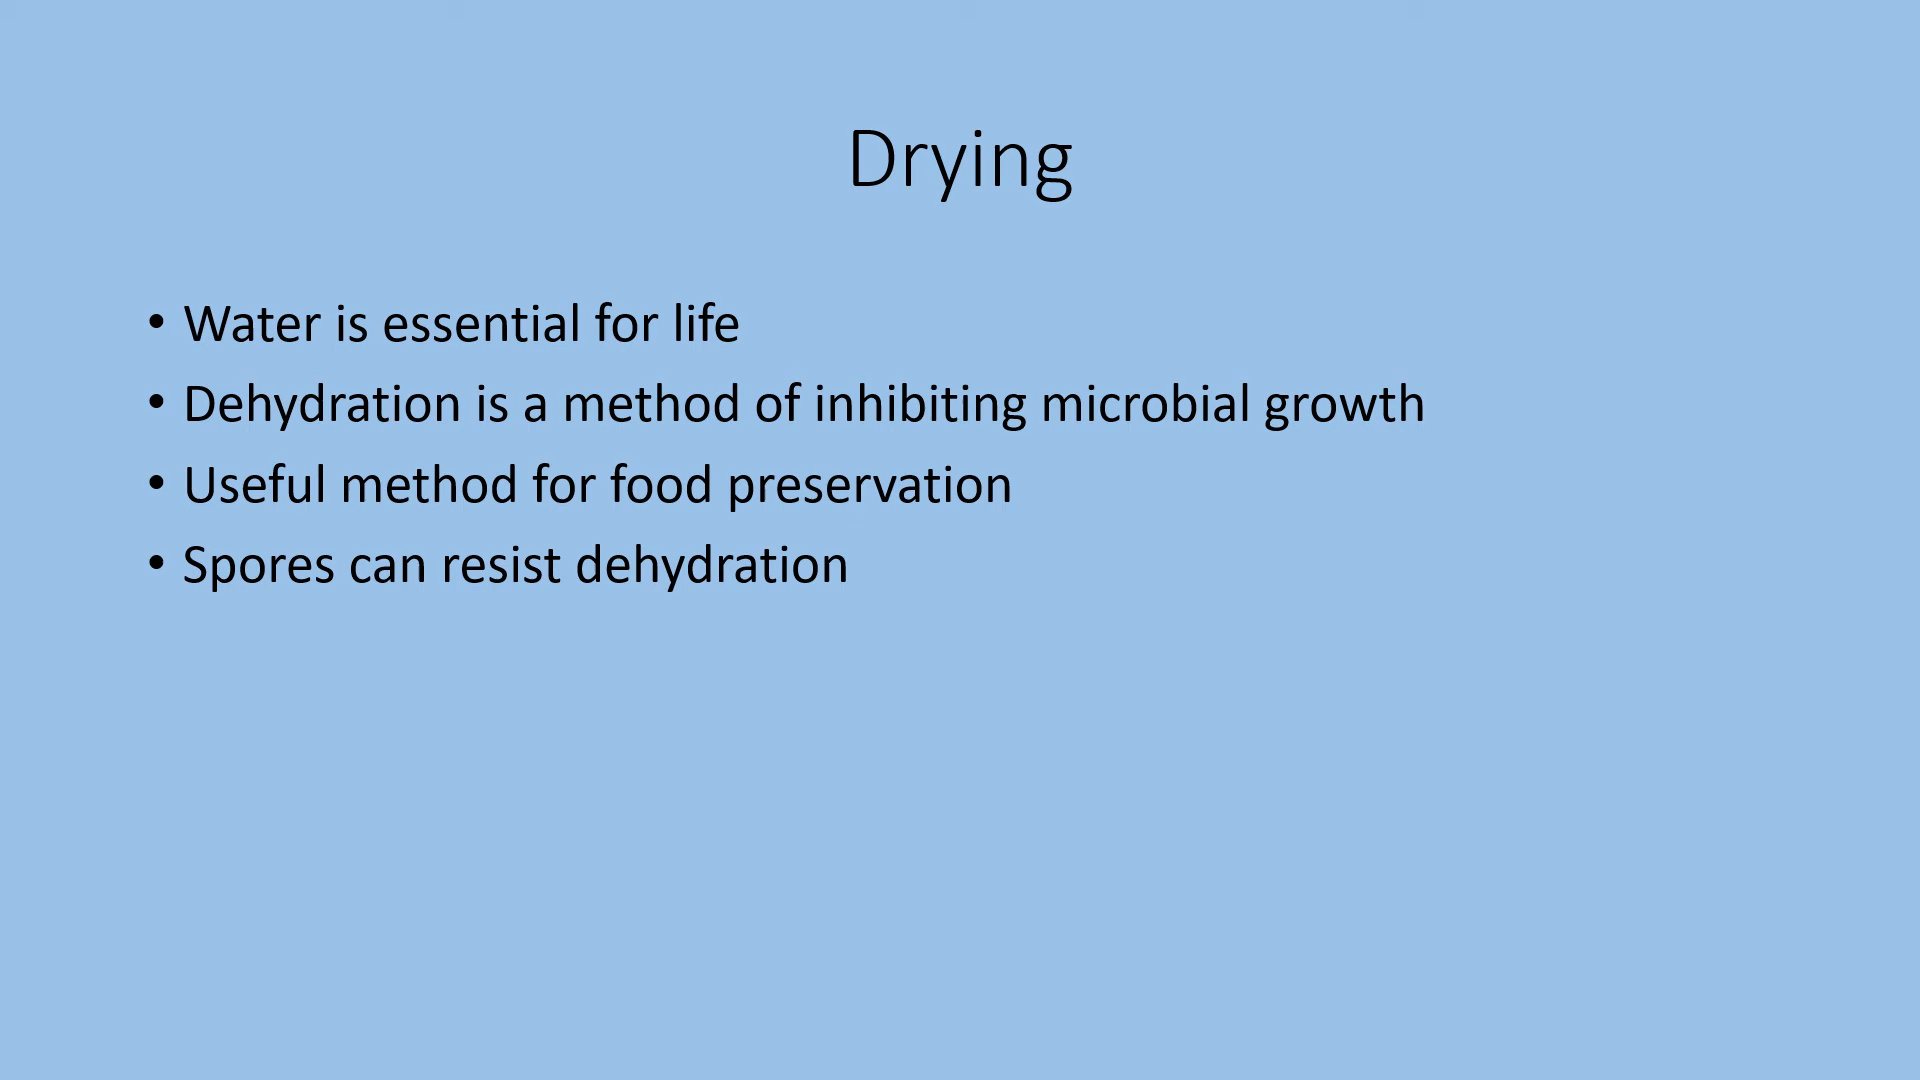 Drying
• Water is essential for life
• Dehydration is a method of inhibiting microbial growth
• Useful method for food preservation
• Spores can resist dehydration